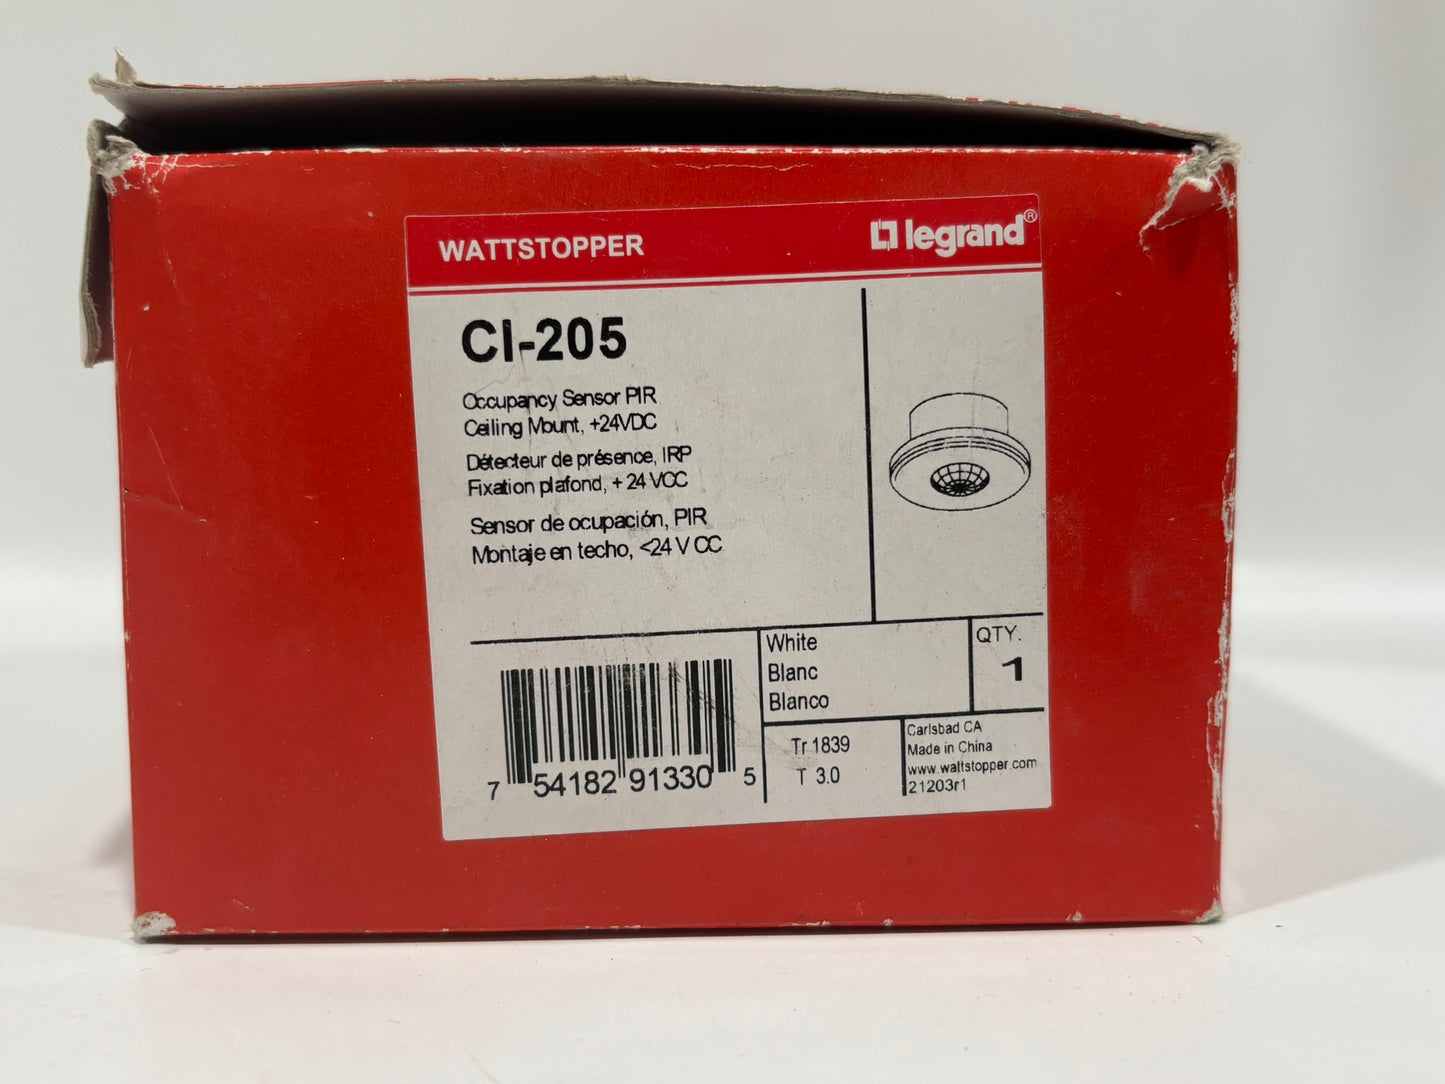 WATTSTOPPER
legrand®
CI-205
Occupancy Sensor PIR
Ceiling Mount, +24VDC
Détecteur de présence, IRP
Fixation plafond, + 24 VCC
Sensor de ocupación, PIR
Montaje en techo, <24 V CC
White
Blanc
Blanco
QTY.
1
7 54182 91330 5
Tr 1839
T 3.0
Carlsbad CA
Made in China
www.wattstopper.com
21203r1